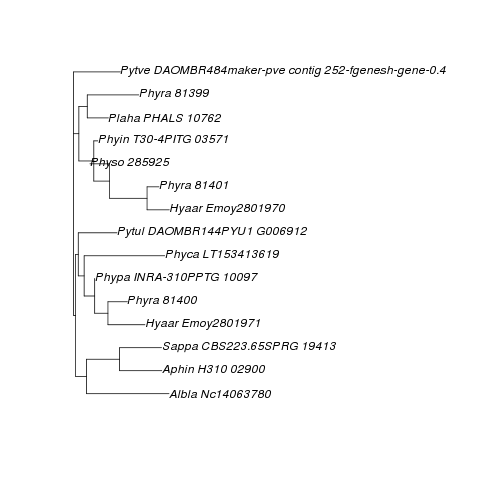 Pytve DAOMBR484maker-pve contig 252-fgenesh-gene-0.4
Phyra 81399
Plaha PHALS 10762
Phyin T30-4PITG 03571
Physo 285925
Phyra 81401
Hyaar Emoy2801970
Pytul DAOMBR144PYU1 G006912
Phyca LT153413619
Phypa INRA-310PPTG 10097
Phyra 81400
Hyaar Emoy2801971
Sappa CBS223.65SPRG 19413
Aphin H310 02900
Albla Nc14063780